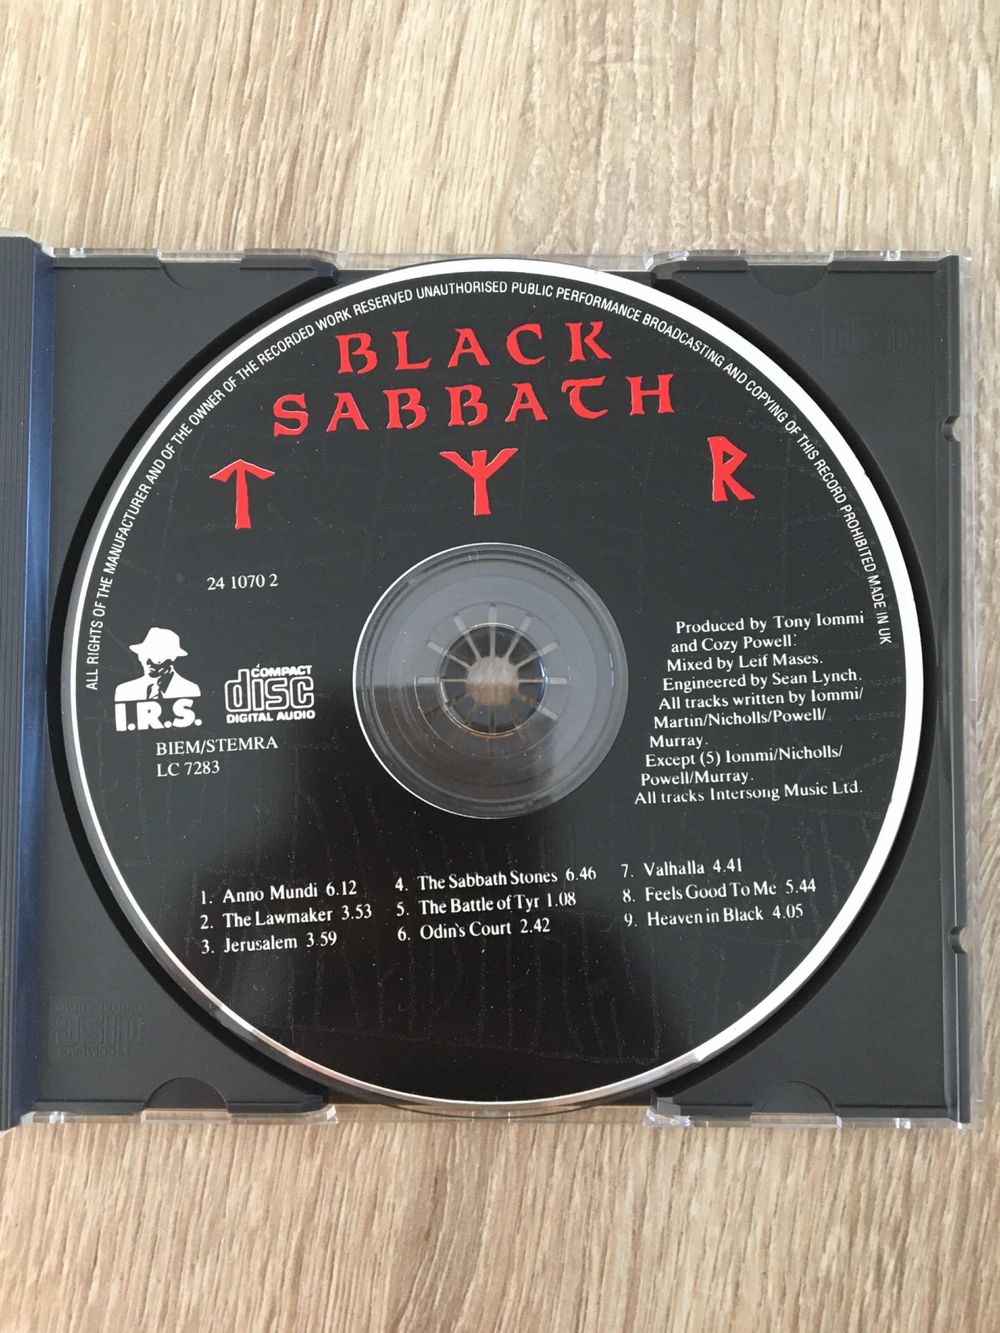 ALL RIGHTS OF THE MANUFACTURER AND OF THE OWNER OF THE RECORDED WORK RESERVED UNAUTHORISED PUBLIC PERFORMANCE BROADCASTING AND COPYING OF THIS RECORD PROHIBITED MADE IN UK
BLACK
SABBATH
ᛏ ᛉ ᚱ
24 1070 2
I.R.S.
COMPACT
disc
DIGITAL AUDIO
BIEM/STEMRA
LC 7283
Produced by Tony Iommi
and Cozy Powell.
Mixed by Leif Mases.
Engineered by Sean Lynch.
All tracks written by Iommi/
Martin/Nicholls/Powell/
Murray.
Except (5) Iommi/Nicholls/
Powell/Murray.
All tracks Intersong Music Ltd.
1. Anno Mundi 6.12
2. The Lawmaker 3.53
3. Jerusalem 3.59
4. The Sabbath Stones 6.46
5. The Battle of Tyr 1.08
6. Odin's Court 2.42
7. Valhalla 4.41
8. Feels Good To Me 5.44
9. Heaven in Black 4.05